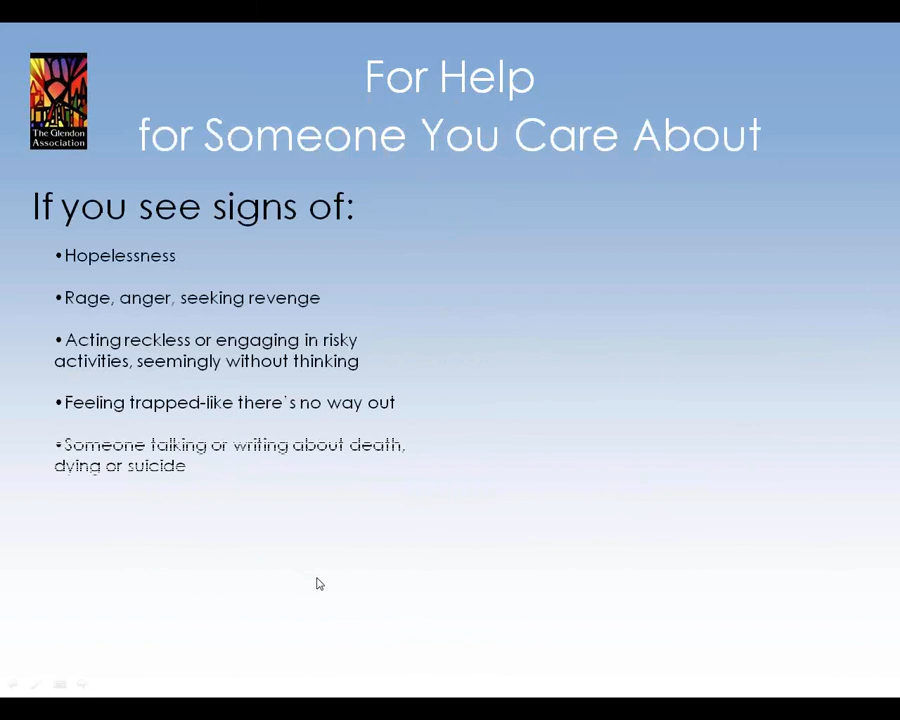 The Glendon
Association
For Help
for Someone You Care About
If you see signs of:
•Hopelessness
•Rage, anger, seeking revenge
•Acting reckless or engaging in risky
activities, seemingly without thinking
•Feeling trapped-like there's no way out
•Someone talking or writing about death,
dying or suicide